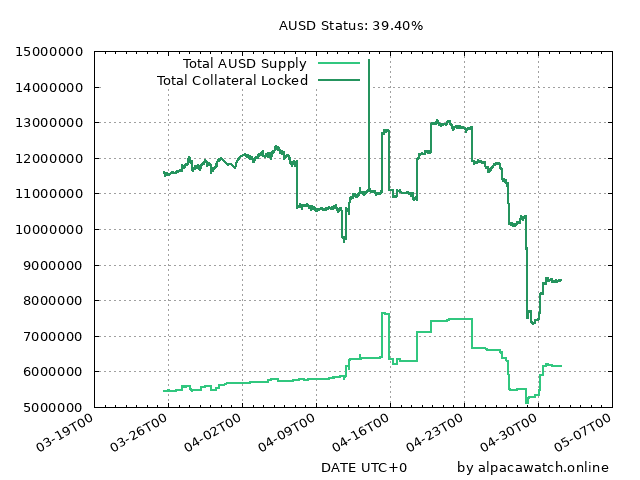 AUSD Status: 39.40%
15000000
Total AUSD Supply
14000000
Total Collateral Locked
13000000
12000000
11000000
10000000
9000000
8000000
7000000
6000000
5000000
03-19T00
03-26T00
04-02T00
04-09T00
04-16T00
04-23T00
04-30T00
05-07T00
DATE UTC+0
by alpacawatch.online